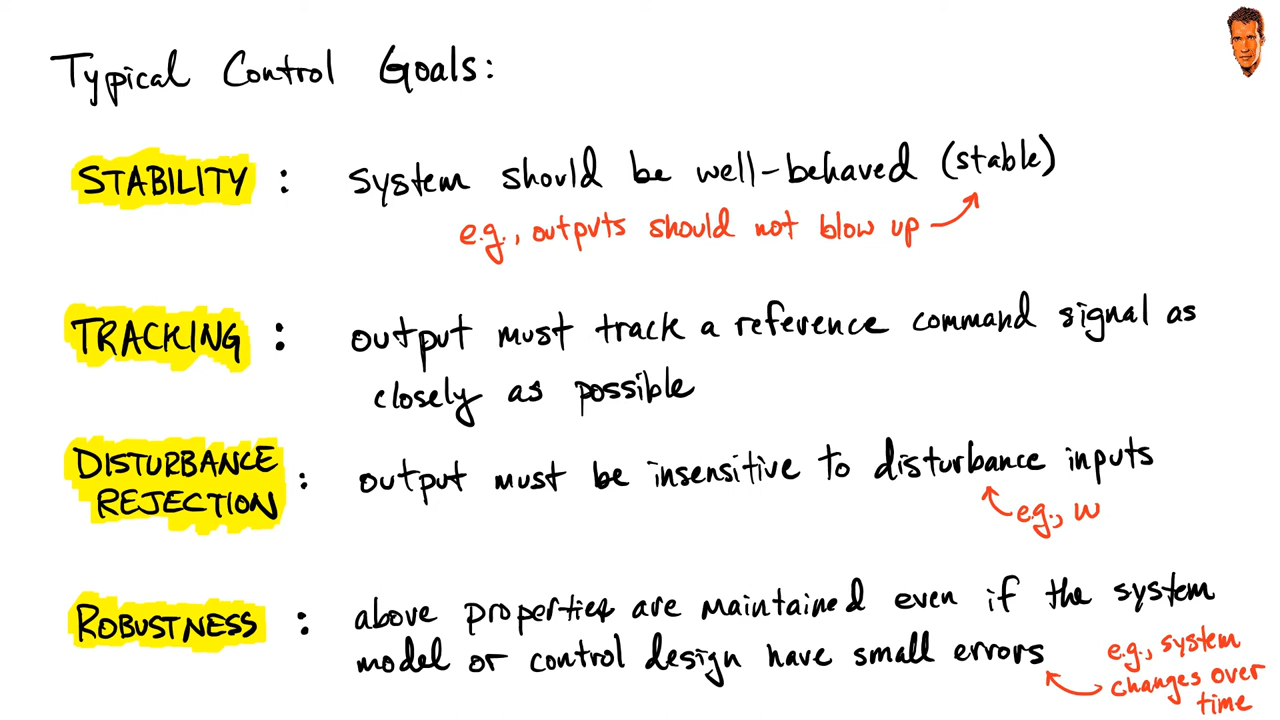 Typical Control Goals:
STABILITY : system should be well-behaved (stable)
e.g., outputs should not blow up
TRACKING : output must track a reference command signal as
closely as possible
DISTURBANCE
REJECTION : output must be insensitive to disturbance inputs
e.g., w
ROBUSTNESS : above properties are maintained even if the system
model or control design have small errors
e.g., system
changes over
time